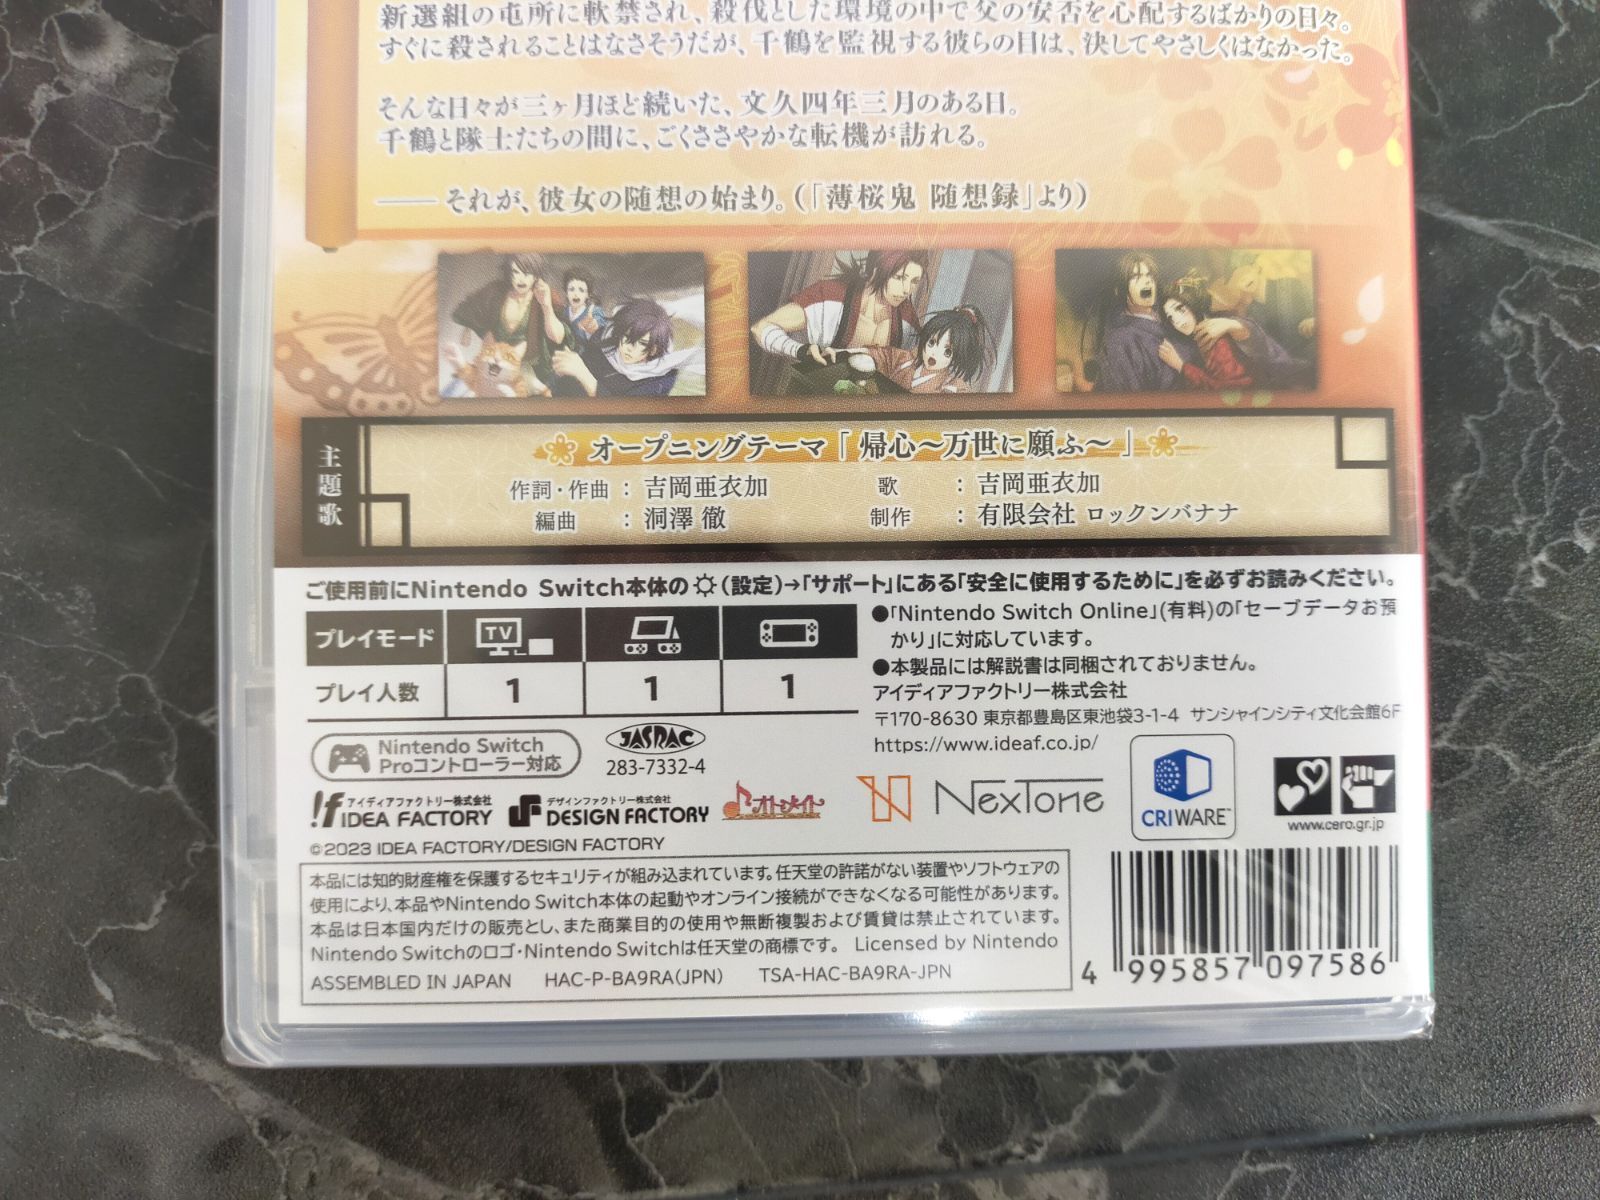 新選組の屯所に軟禁され、殺伐とした環境の中で父の安否を心配するばかりの日々。
すぐに殺されることはなさそうだが、千鶴を監視する彼らの目は、決してやさしくはなかった。
そんな日々が三ヶ月ほど続いた、文久四年三月のある日。
千鶴と隊士たちの間に、ごくささやかな転機が訪れる。
――それが、彼女の随想の始まり。(「薄桜鬼 随想録」より)
主題歌
オープニングテーマ「 帰心〜万世に願ふ〜 」
作詞・作曲 : 吉岡亜衣加 歌 : 吉岡亜衣加
編曲 : 洞澤 徹 制作 : 有限会社 ロックンバナナ
ご使用前にNintendo Switch本体の(設定)→「サポート」にある「安全に使用するために」を必ずお読みください。
プレイモード TV
プレイ人数 1 1 1
●「Nintendo Switch Online」(有料)の「セーブデータお預
かり」に対応しています。
●本製品には解説書は同梱されておりません。
アイディアファクトリー株式会社
〒170-8630 東京都豊島区東池袋3-1-4 サンシャインシティ文化会館6F
https://www.ideaf.co.jp/
Nintendo Switch
Proコントローラー対応
JASRAC
283-7332-4
アイディアファクトリー株式会社
IDEA FACTORY
デザインファクトリー株式会社
DESIGN FACTORY
オトメイト
NexTone
CRIWARE™
www.cero.gr.jp
©2023 IDEA FACTORY/DESIGN FACTORY
本品には知的財産権を保護するセキュリティが組み込まれています。任天堂の許諾がない装置やソフトウェアの
使用により、本品やNintendo Switch本体の起動やオンライン接続ができなくなる可能性があります。
本品は日本国内だけの販売とし、また商業目的の使用や無断複製および賃貸は禁止されています。
Nintendo Switchのロゴ・Nintendo Switchは任天堂の商標です。 Licensed by Nintendo
ASSEMBLED IN JAPAN HAC-P-BA9RA(JPN) TSA-HAC-BA9RA-JPN
4 995857 097586